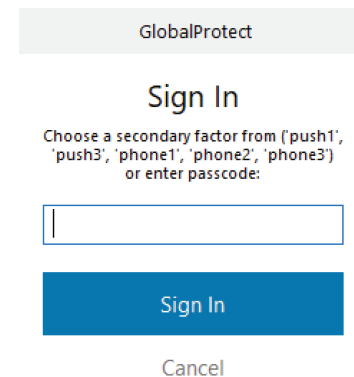 GlobalProtect
Sign In
Choose a secondary factor from ('push1',
'push3', 'phone1', 'phone2', 'phone3')
or enter passcode:
Sign In
Cancel